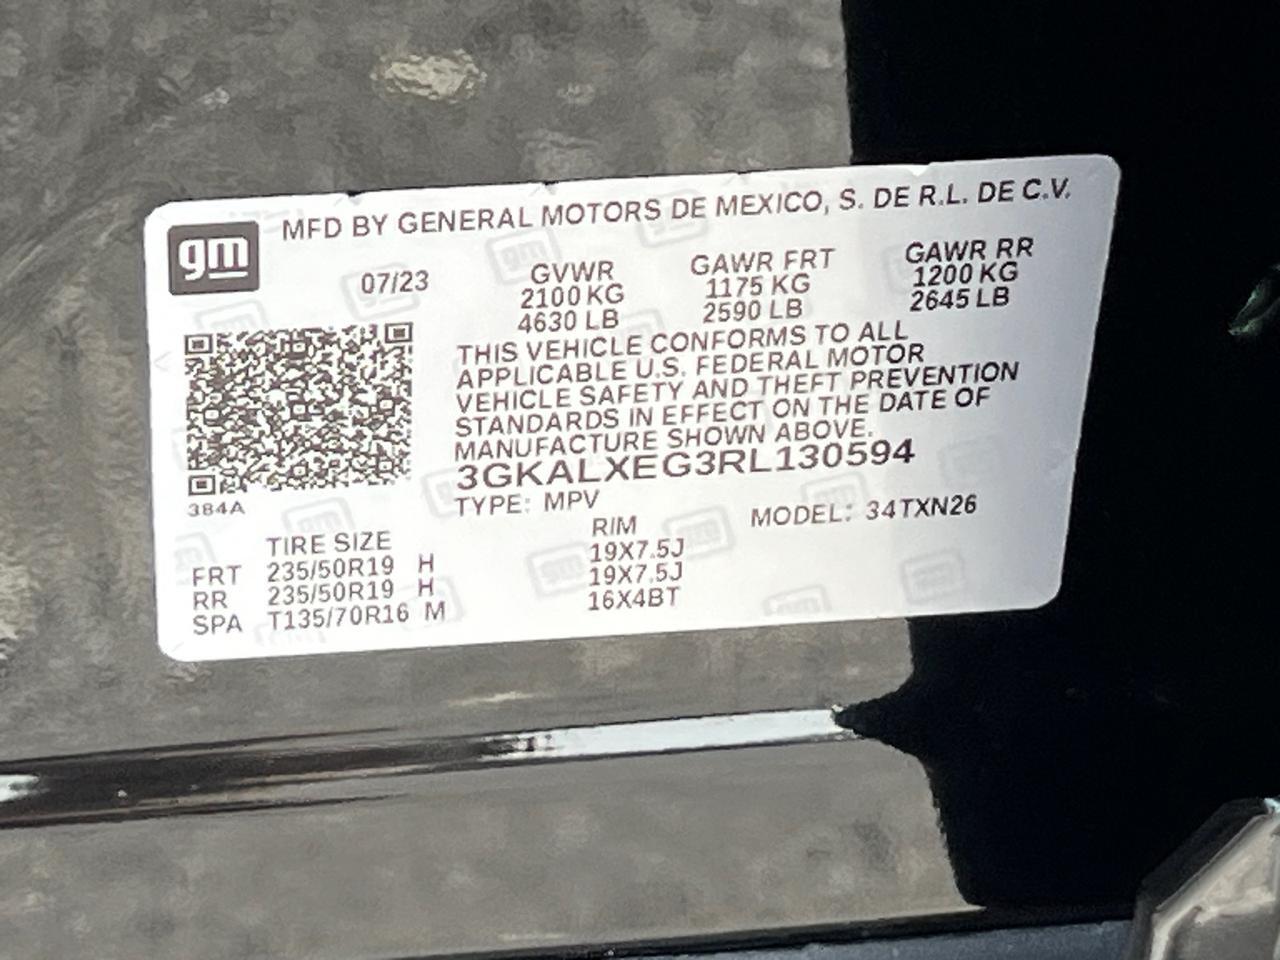 gm
MFD BY GENERAL MOTORS DE MEXICO, S. DE R.L. DE C.V.
07/23
GVWR
2100 KG
4630 LB
GAWR FRT
1175 KG
2590 LB
GAWR RR
1200 KG
2645 LB
THIS VEHICLE CONFORMS TO ALL
APPLICABLE U.S. FEDERAL MOTOR
VEHICLE SAFETY AND THEFT PREVENTION
STANDARDS IN EFFECT ON THE DATE OF
MANUFACTURE SHOWN ABOVE.
3GKALXEG3RL130594
384A
TYPE: MPV
MODEL: 34TXN26
TIRE SIZE RIM
FRT 235/50R19 H 19X7.5J
RR 235/50R19 H 19X7.5J
SPA T135/70R16 M 16X4BT